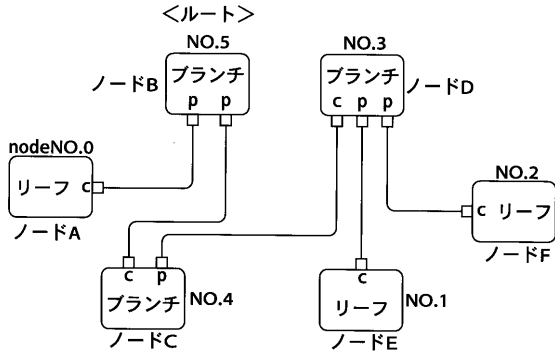 ＜ルート＞
NO.5
ブランチ
p p
ノードB
NO.3
ブランチ
c p p
ノードD
nodeNO.0
リーフ c
ノードA
NO.2
c リーフ
ノードF
c p
ブランチ
NO.4
ノードC
c
リーフ
NO.1
ノードE